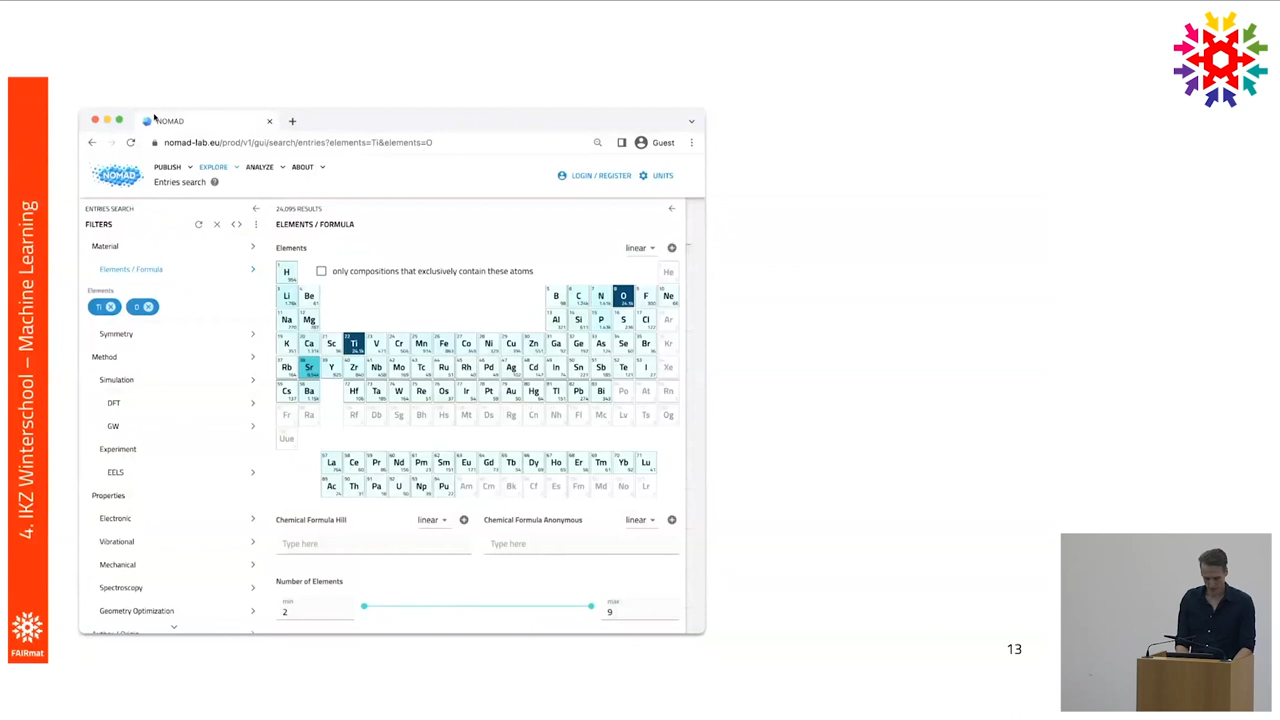 4. IKZ Winterschool – Machine Learning
FAIRmat
NOMAD
nomad-lab.eu/prod/v1/gui/search/entries?elements=Ti&elements=O
Guest
NOMAD
PUBLISH EXPLORE ANALYZE ABOUT
Entries search
LOGIN / REGISTER UNITS
ENTRIES SEARCH
FILTERS
Material
Elements / Formula
Elements
Ti O
Symmetry
Method
Simulation
DFT
GW
Experiment
EELS
Properties
Electronic
Vibrational
Mechanical
Spectroscopy
Geometry Optimization
24,095 RESULTS
ELEMENTS / FORMULA
Elements
linear
only compositions that exclusively contain these atoms
H He
Li Be B C N O F Ne
Na Mg Al Si P S Cl Ar
K Ca Sc Ti V Cr Mn Fe Co Ni Cu Zn Ga Ge As Se Br Kr
Rb Sr Y Zr Nb Mo Tc Ru Rh Pd Ag Cd In Sn Sb Te I Xe
Cs Ba Hf Ta W Re Os Ir Pt Au Hg Tl Pb Bi Po At Rn
Fr Ra Rf Db Sg Bh Hs Mt Ds Rg Cn Nh Fl Mc Lv Ts Og
Uue
La Ce Pr Nd Pm Sm Eu Gd Tb Dy Ho Er Tm Yb Lu
Ac Th Pa U Np Pu Am Cm Bk Cf Es Fm Md No Lr
Chemical Formula Hill linear
Chemical Formula Anonymous linear
Type here
Type here
Number of Elements
min
2
max
9
13